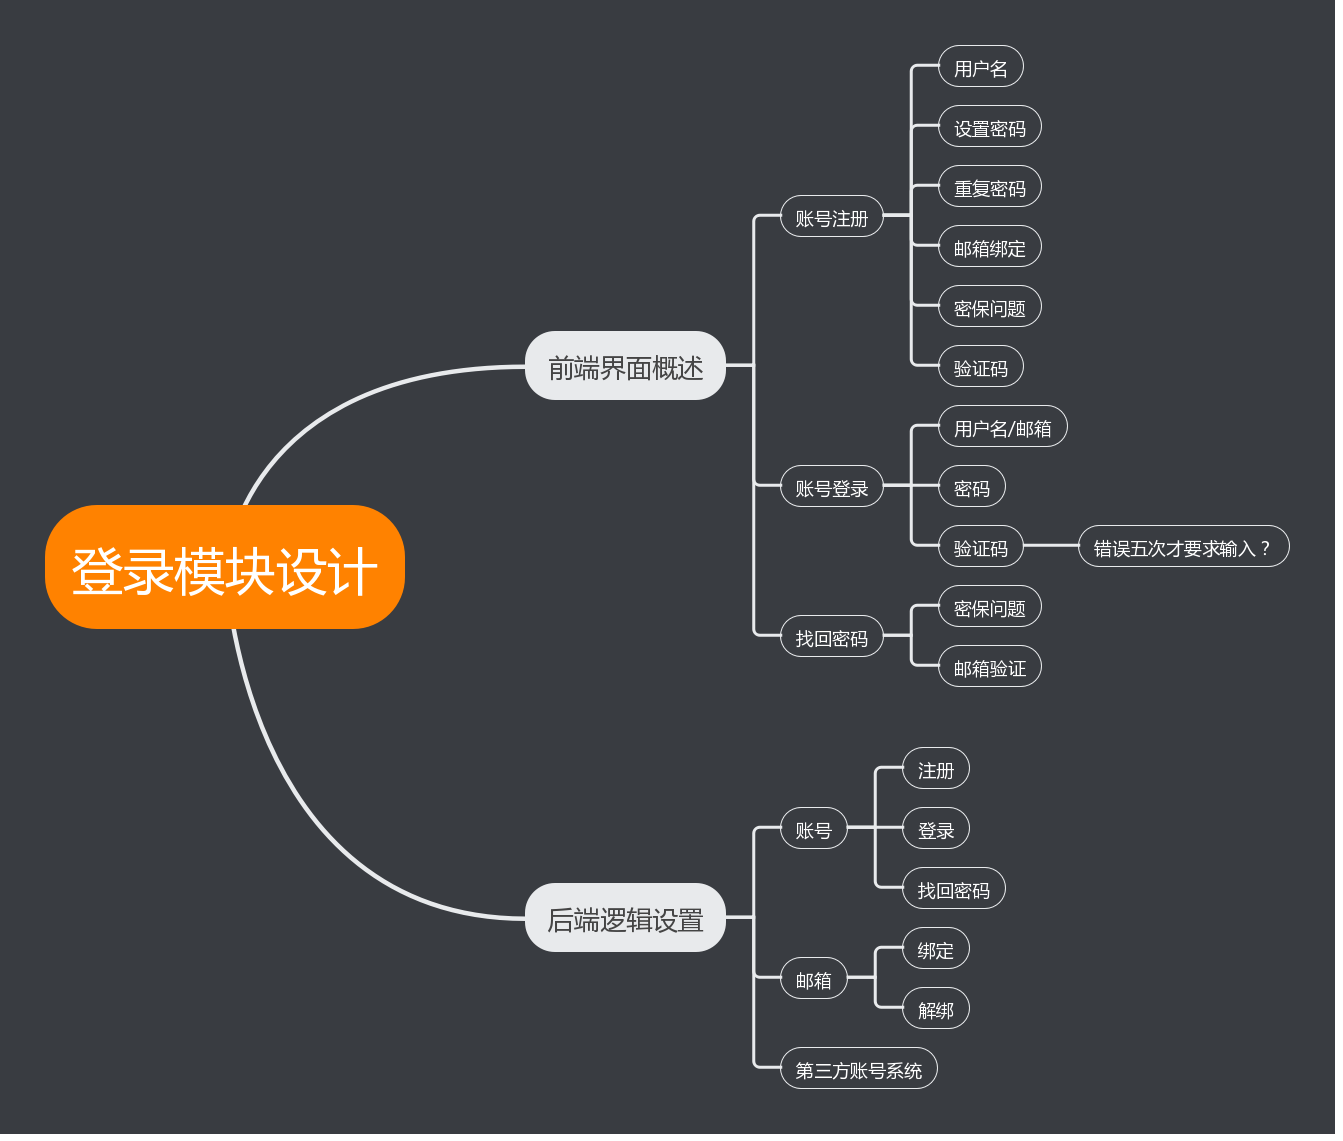 登录模块设计
前端界面概述
账号注册
用户名
设置密码
重复密码
邮箱绑定
密保问题
验证码
账号登录
用户名/邮箱
密码
验证码
错误五次才要求输入？
找回密码
密保问题
邮箱验证
后端逻辑设置
账号
注册
登录
找回密码
邮箱
绑定
解绑
第三方账号系统